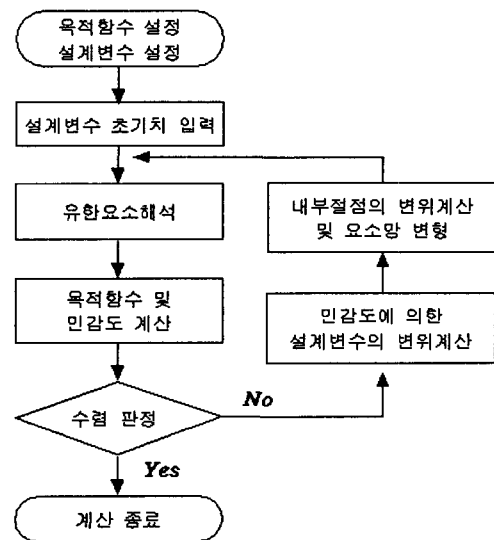 목적함수 설정
설계변수 설정
설계변수 초기치 입력
유한요소해석
목적함수 및
민감도 계산
수렴 판정
Yes
계산 종료
No
민감도에 의한
설계변수의 변위계산
내부절점의 변위계산
및 요소망 변형